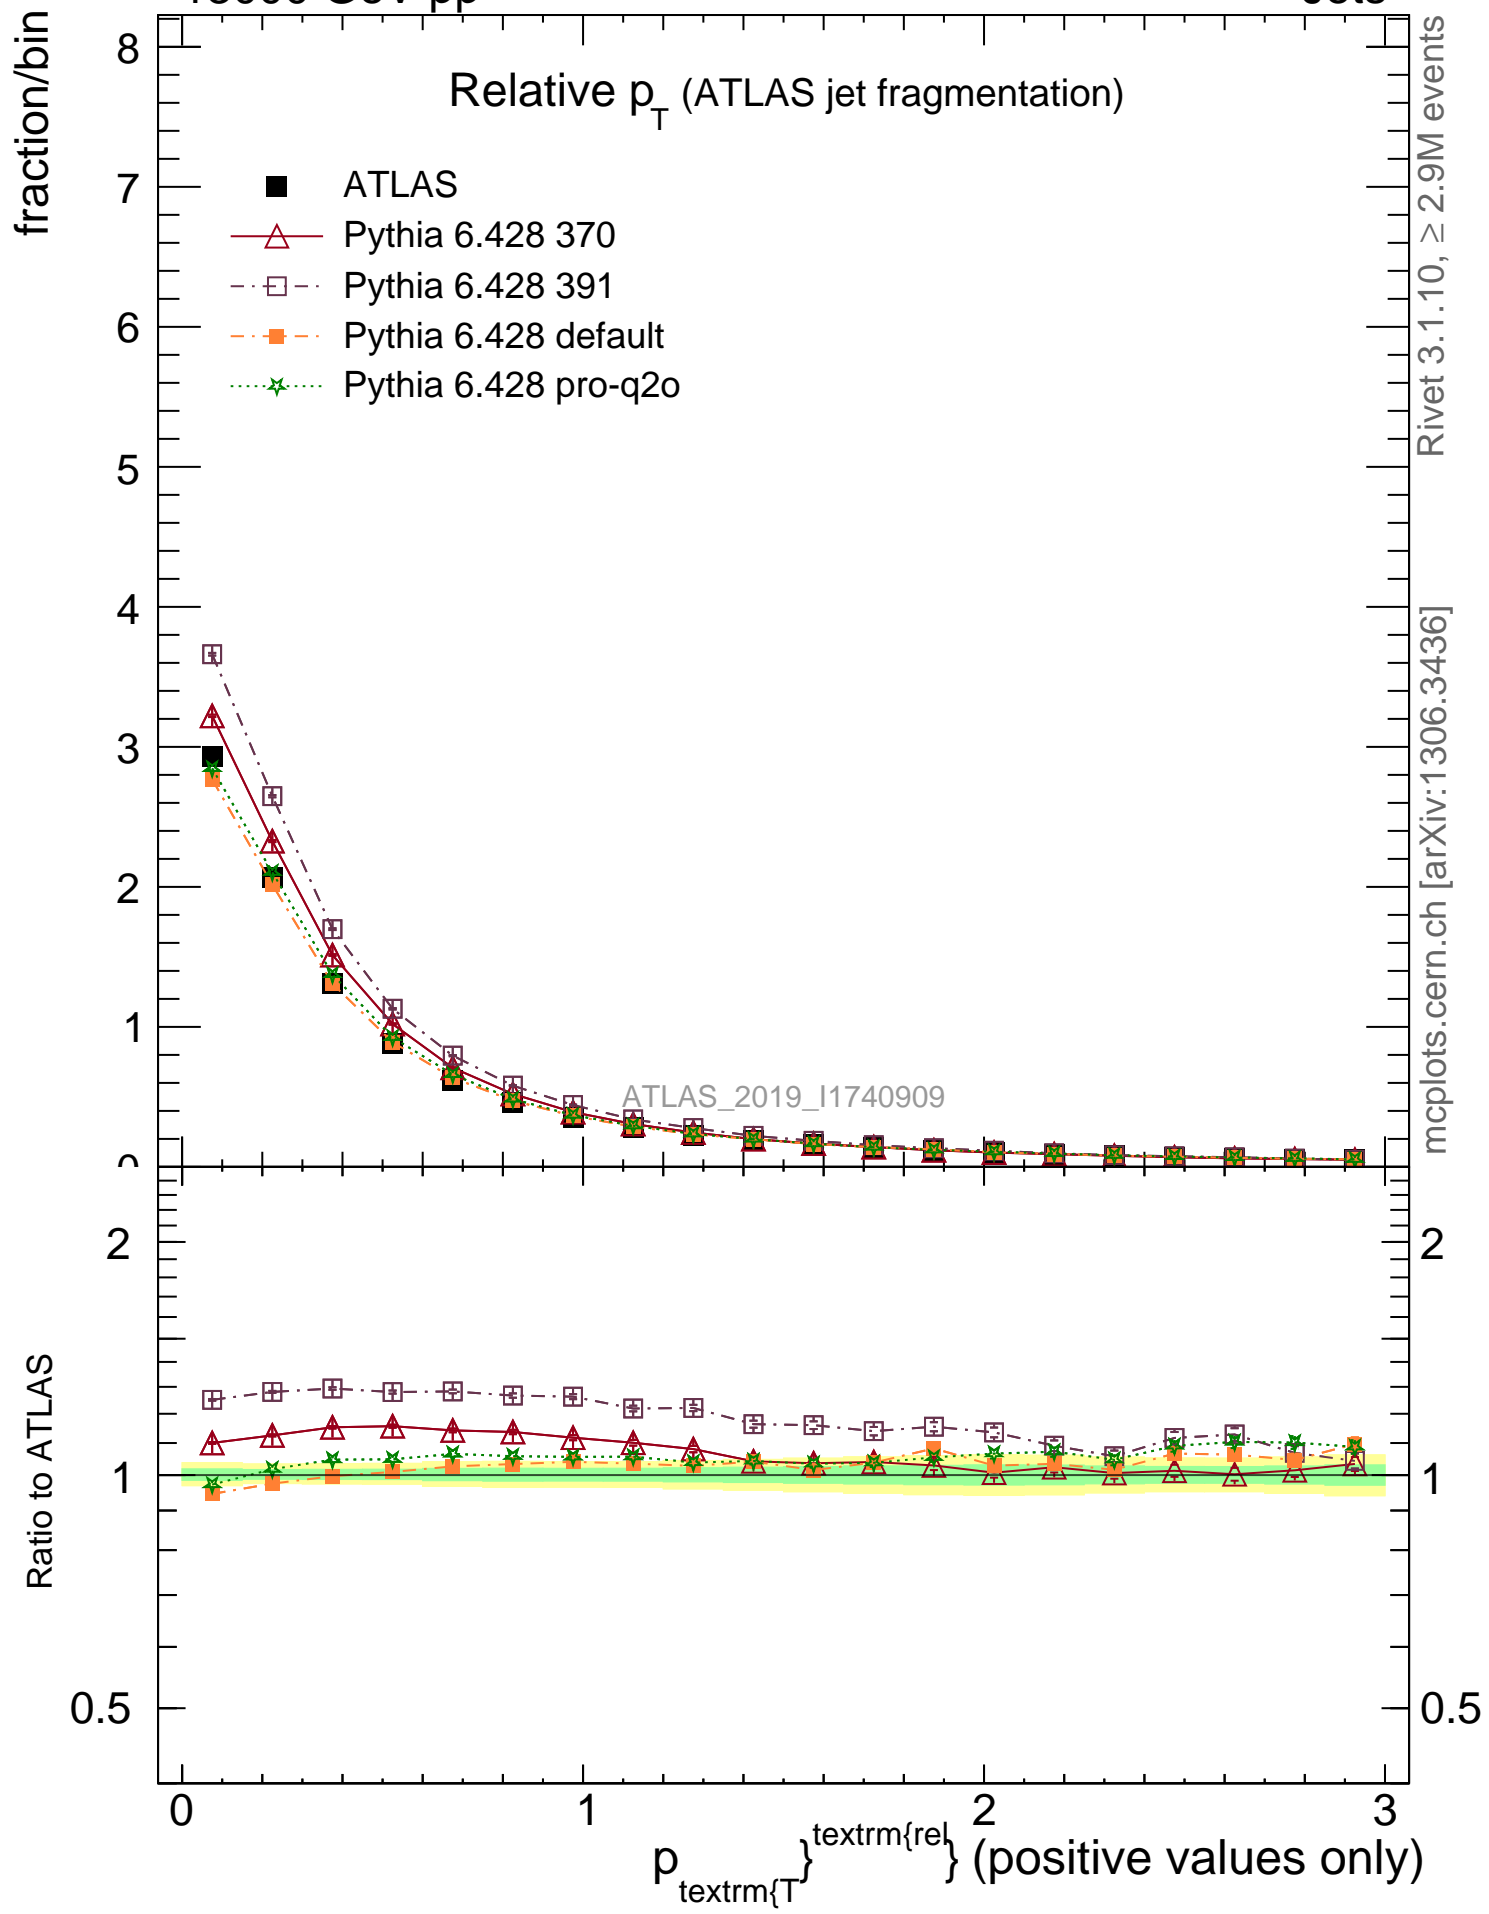 fraction/bin
Relative p_T (ATLAS jet fragmentation)
ATLAS
Pythia 6.428 370
Pythia 6.428 391
Pythia 6.428 default
Pythia 6.428 pro-q2o
8
7
6
5
4
3
2
1
0
ATLAS_2019_I1740909
Rivet 3.1.10, ≥ 2.9M events
mcplots.cern.ch [arXiv:1306.3436]
Ratio to ATLAS
2
1
0.5
2
1
0.5
0 1 2 3
p_textrm{T}^textrm{rel} (positive values only)